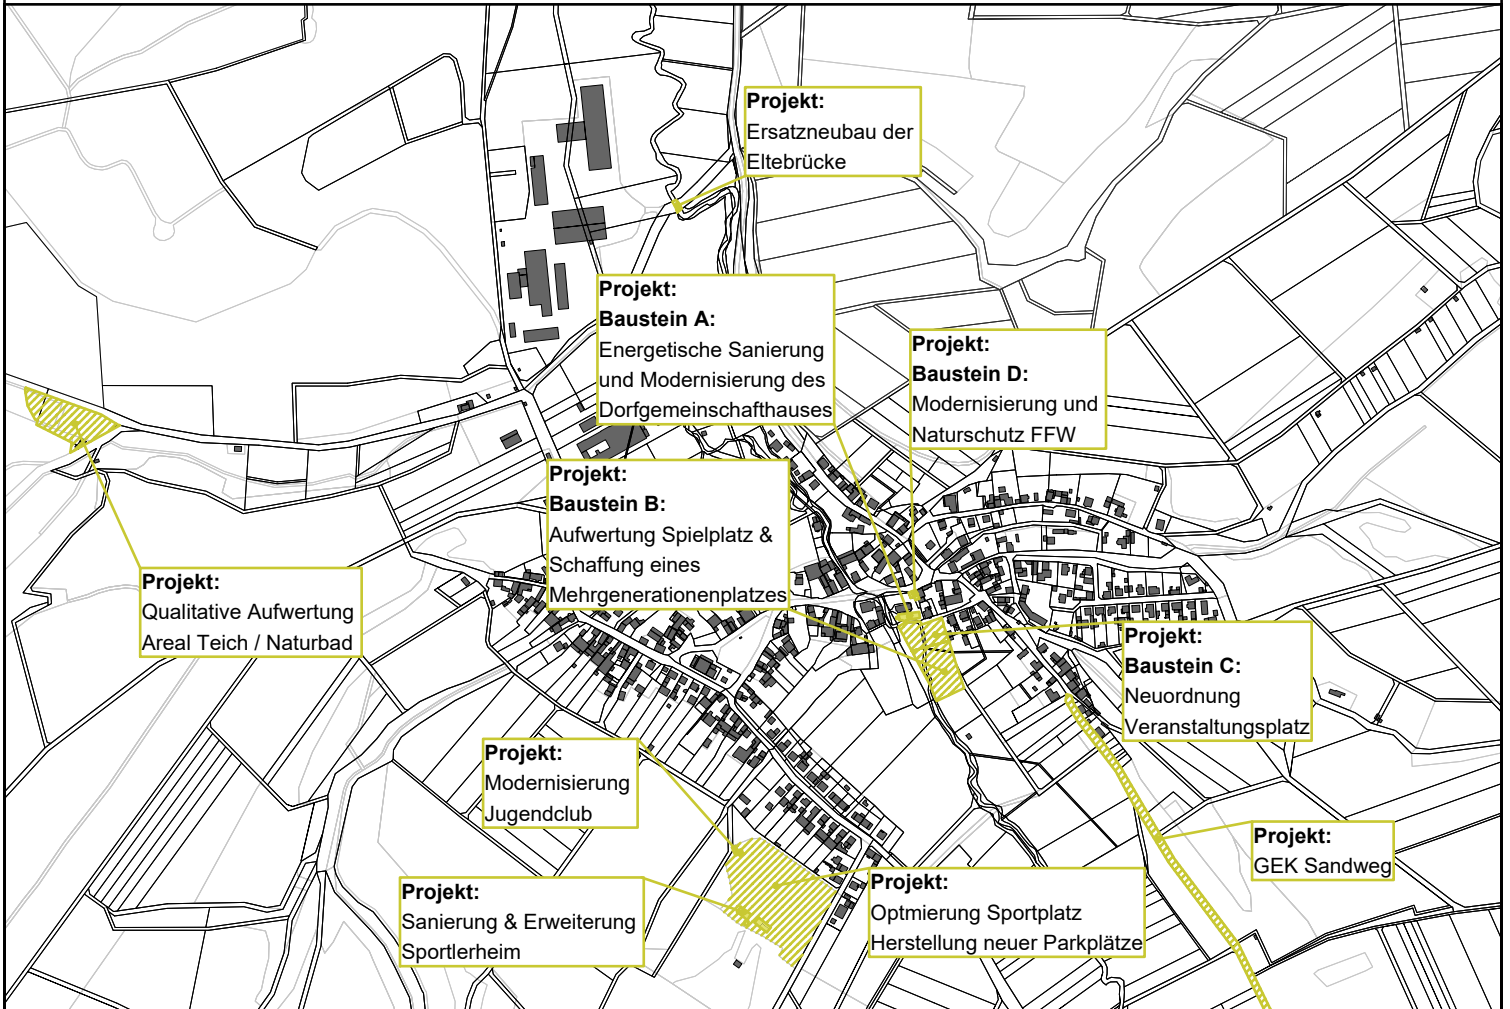 Projekt:
Ersatzneubau der
Eltebrücke
Projekt:
Baustein A:
Energetische Sanierung
und Modernisierung des
Dorfgemeinschafthauses
Projekt:
Baustein D:
Modernisierung und
Naturschutz FFW
Projekt:
Baustein B:
Aufwertung Spielplatz &
Schaffung eines
Mehrgenerationenplatzes
Projekt:
Qualitative Aufwertung
Areal Teich / Naturbad
Projekt:
Baustein C:
Neuordnung
Veranstaltungsplatz
Projekt:
Modernisierung
Jugendclub
Projekt:
GEK Sandweg
Projekt:
Sanierung & Erweiterung
Sportlerheim
Projekt:
Optmierung Sportplatz
Herstellung neuer Parkplätze